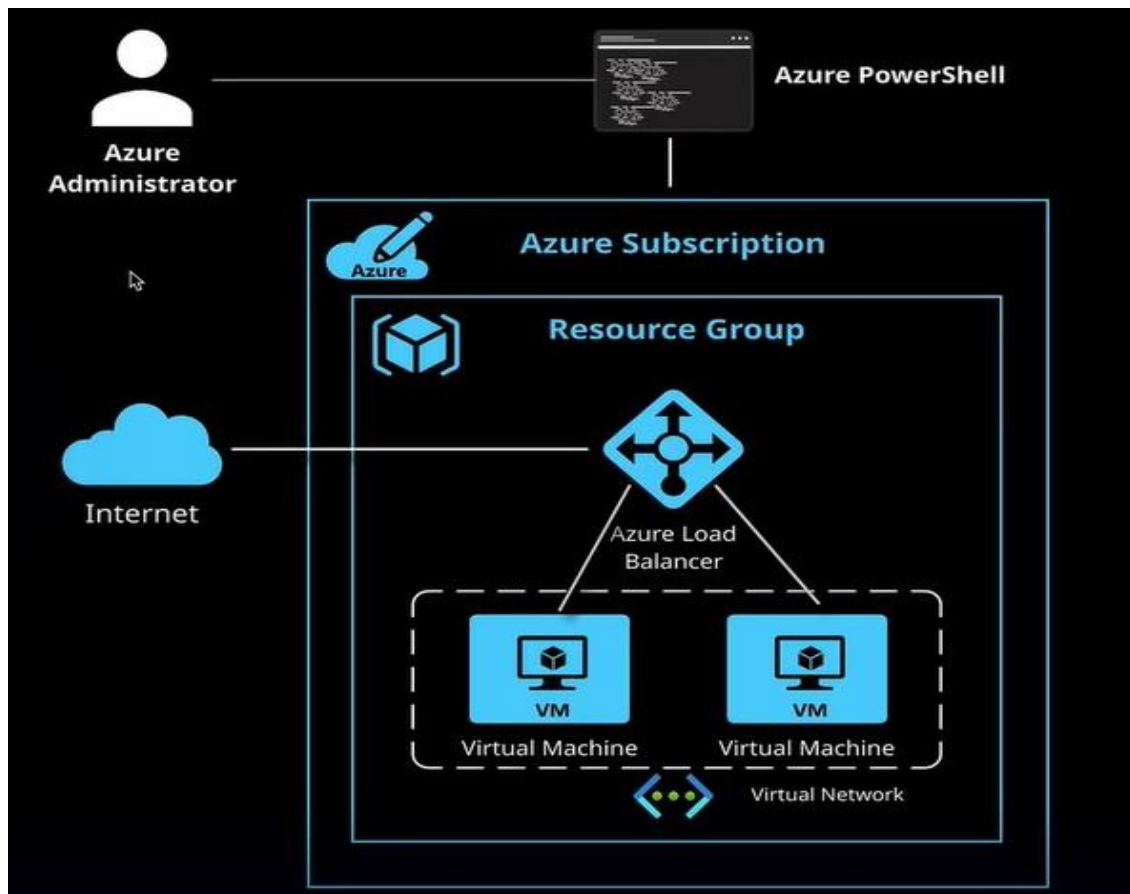 Azure PowerShell
Azure
Administrator
Azure
Azure Subscription
Resource Group
Internet
Azure Load
Balancer
VM
VM
Virtual Machine
Virtual Machine
Virtual Network